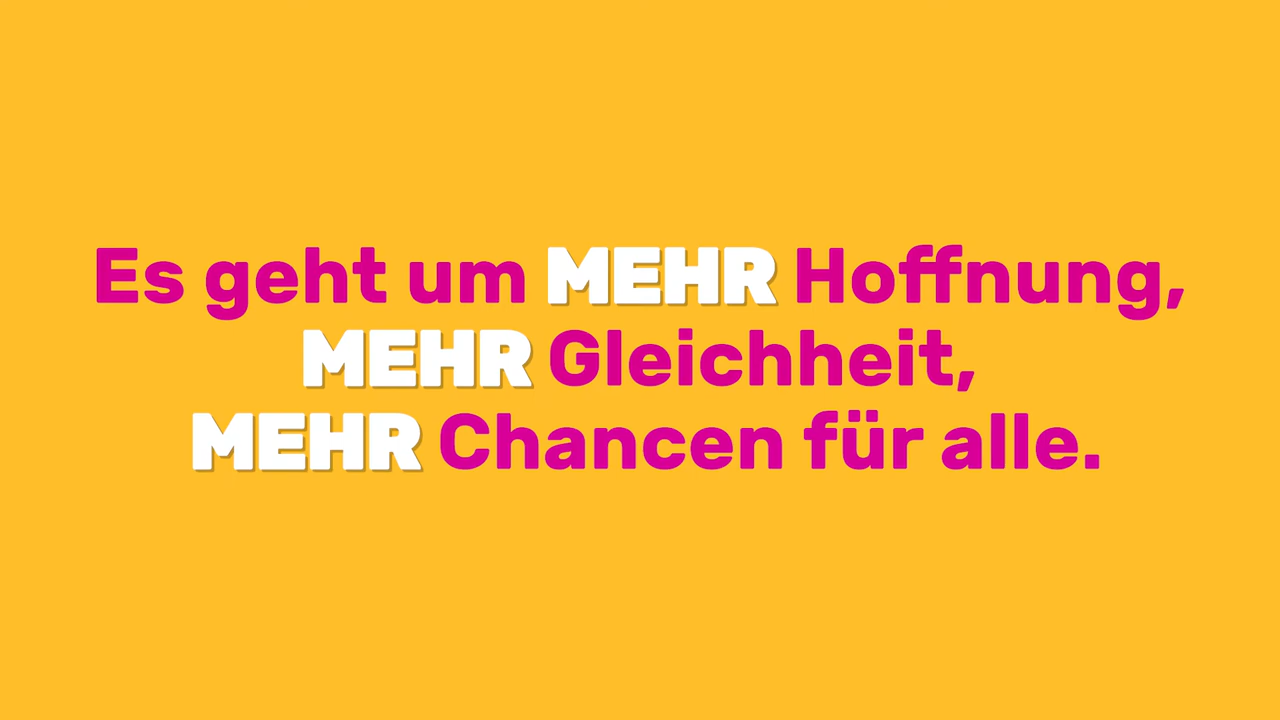 Es geht um MEHR Hoffnung,
MEHR Gleichheit,
MEHR Chancen für alle.